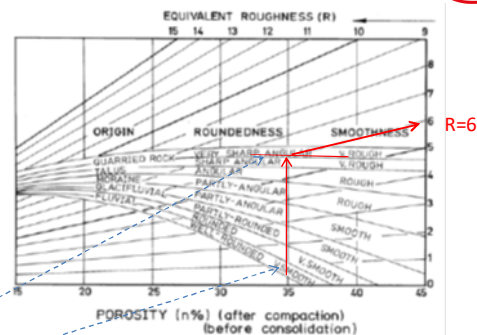 EQUIVALENT ROUGHNESS (R)
15 14 13 12 11 10 9
8
7
R=6
6
5
4
3
2
1
0
ORIGIN ROUNDEDNESS SMOOTHNESS
QUARRIED ROCK VERY SHARP ANGULAR V.ROUGH
TALUS SHARP ANGULAR V.ROUGH
MORAINE ANGULAR ROUGH
GLACIFLUVIAL PARTLY-ANGULAR ROUGH
FLUVIAL PARTLY-ANGULAR SMOOTH
PARTLY-ROUNDED SMOOTH
ROUNDED V.SMOOTH
WELL-ROUNDED V.SMOOTH
15 20 25 30 35 40 45
POROSITY (n%) (after compaction)
(before consolidation)